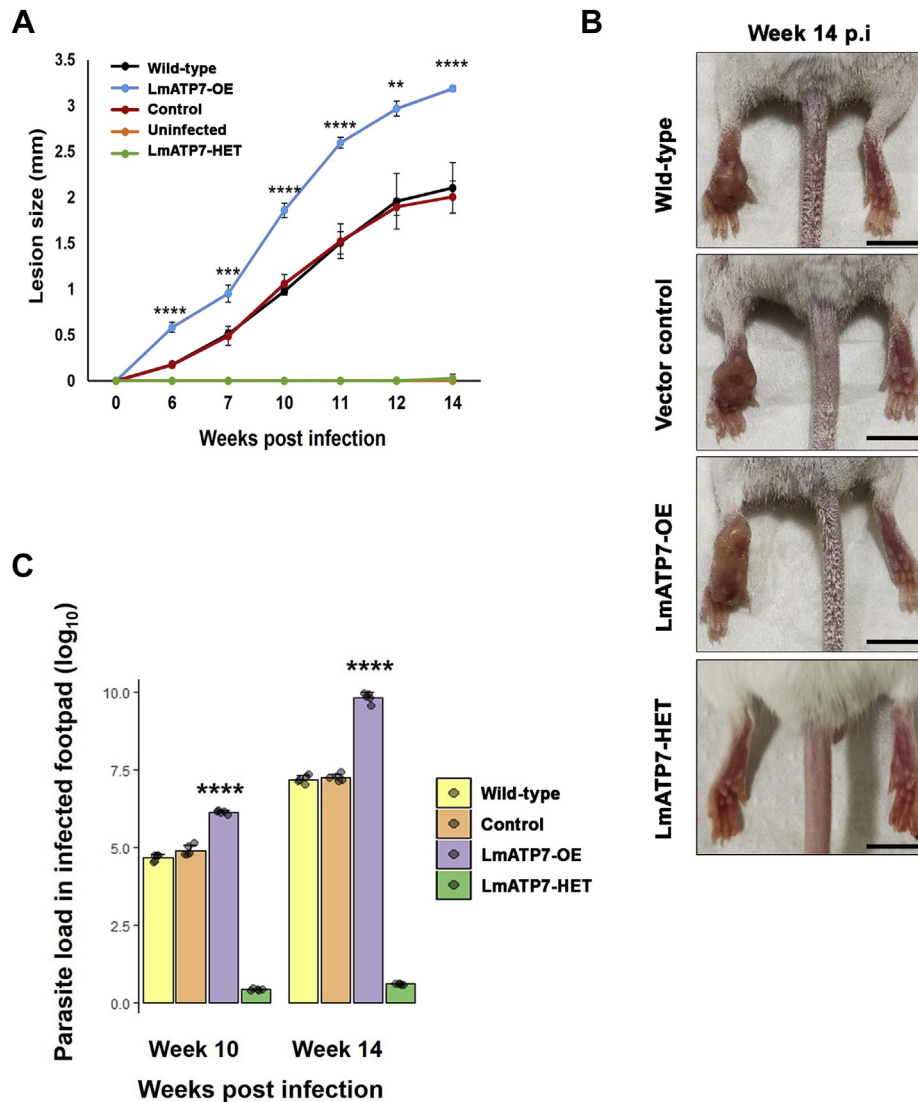 A
3.5
3
2.5
2
1.5
1
0.5
0
Lesion size (mm)
Wild-type
LmATP7-OE
Control
Uninfected
LmATP7-HET
****
***
****
****
**
****
0 6 7 10 11 12 14
Weeks post infection
B
Week 14 p.i
Wld-type
Vector control
LmATP7-OE
LmATP7-HET
C
Parasite load in infected footpad (log10)
10.0
7.5
5.0
2.5
0.0
****
****
Wild-type
Control
LmATP7-OE
LmATP7-HET
Week 10 Week 14
Weeks post infection